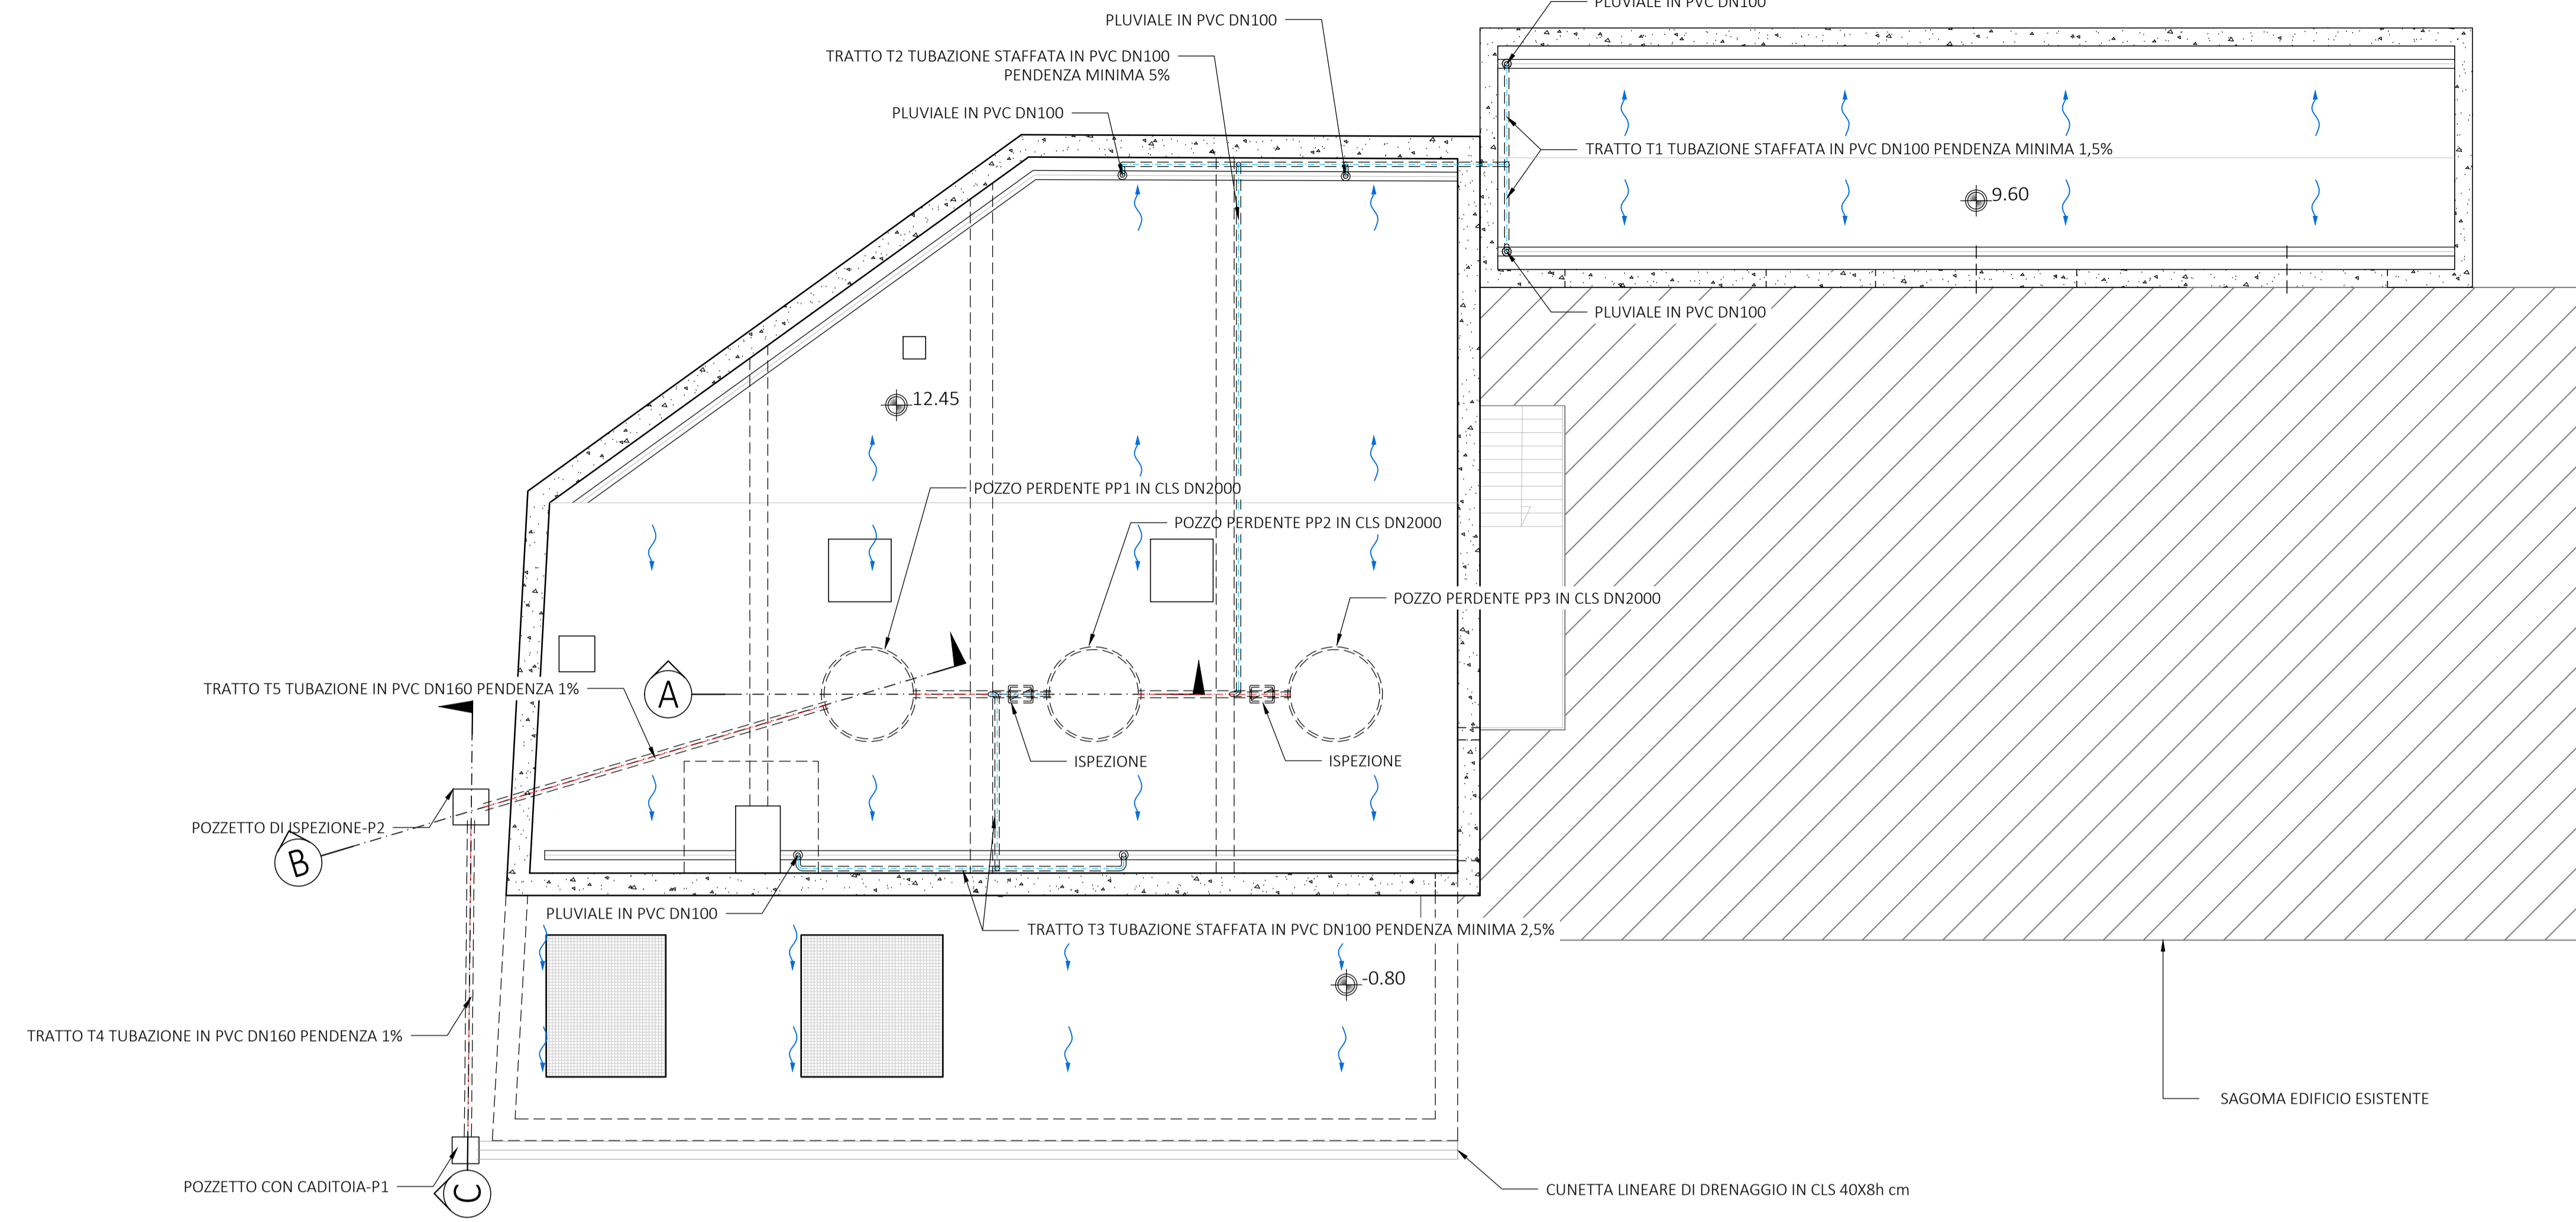 PLUVIALE IN PVC DN100
PLUVIALE IN PVC DN100
TRATTO T2 TUBAZIONE STAFFATA IN PVC DN100
PENDENZA MINIMA 5%
PLUVIALE IN PVC DN100
TRATTO T1 TUBAZIONE STAFFATA IN PVC DN100 PENDENZA MINIMA 1,5%
9.60
PLUVIALE IN PVC DN100
12.45
POZZO PERDENTE PP1 IN CLS DN2000
POZZO PERDENTE PP2 IN CLS DN2000
POZZO PERDENTE PP3 IN CLS DN2000
TRATTO T5 TUBAZIONE IN PVC DN160 PENDENZA 1%
A
ISPEZIONE
ISPEZIONE
POZZETTO DI ISPEZIONE-P2
B
PLUVIALE IN PVC DN100
TRATTO T3 TUBAZIONE STAFFATA IN PVC DN100 PENDENZA MINIMA 2,5%
-0.80
TRATTO T4 TUBAZIONE IN PVC DN160 PENDENZA 1%
SAGOMA EDIFICIO ESISTENTE
POZZETTO CON CADITOIA-P1
C
CUNETTA LINEARE DI DRENAGGIO IN CLS 40X8h cm